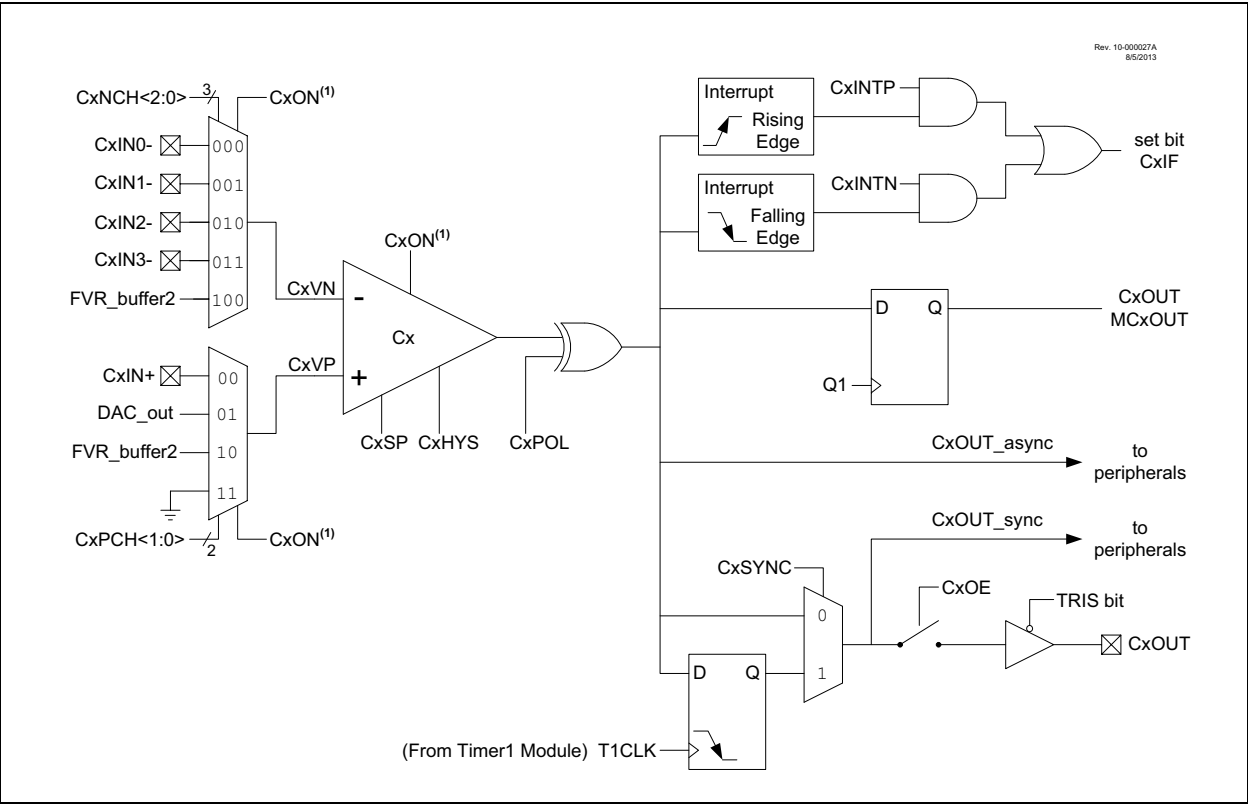 Rev. 10-000027A
8/5/2013
CxNCH<2:0>
3
CxON(1)
CxIN0-
000
CxIN1-
001
CxIN2-
010
CxIN3-
011
FVR_buffer2
100
CxVN
CxON(1)
-
Cx
+
CxVP
CxIN+
00
DAC_out
01
FVR_buffer2
10
11
CxPCH<1:0>
2
CxON(1)
CxSP
CxHYS
CxPOL
Interrupt
Rising
Edge
CxINTP
Interrupt
Falling
Edge
CxINTN
set bit
CxIF
D
Q
Q1
CxOUT
MCxOUT
CxOUT_async
to
peripherals
CxOUT_sync
to
peripherals
CxSYNC
0
1
CxOE
TRIS bit
CxOUT
D
Q
(From Timer1 Module) T1CLK